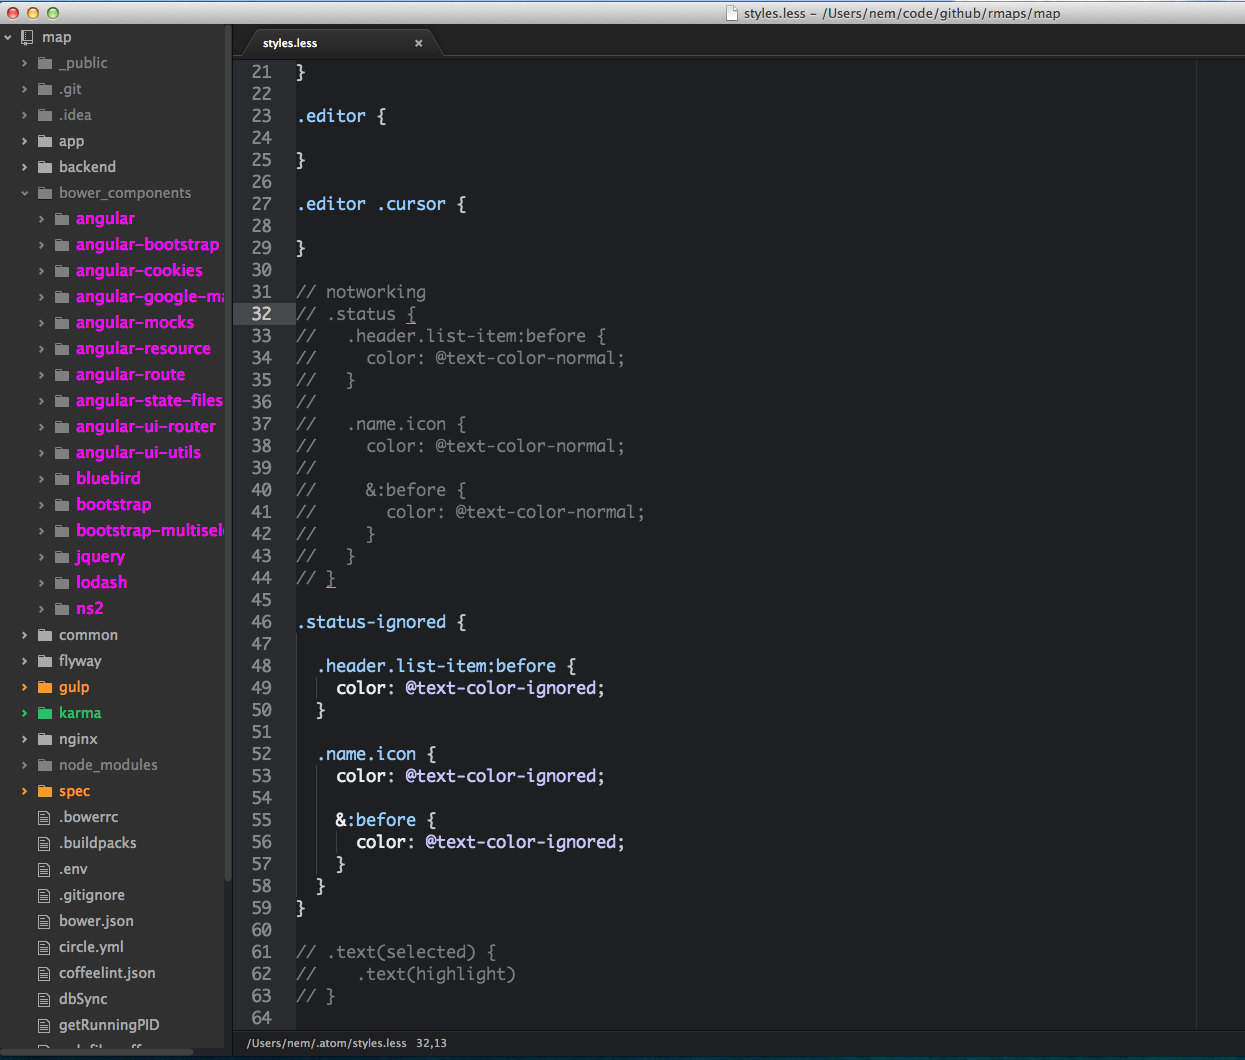 styles.less – /Users/nem/code/github/rmaps/map
map
_public
.git
.idea
app
backend
bower_components
angular
angular-bootstrap
angular-cookies
angular-google-ma
angular-mocks
angular-resource
angular-route
angular-state-files
angular-ui-router
angular-ui-utils
bluebird
bootstrap
bootstrap-multisel
jquery
lodash
ns2
common
flyway
gulp
karma
nginx
node_modules
spec
.bowerrc
.buildpacks
.env
.gitignore
bower.json
circle.yml
coffeelint.json
dbSync
getRunningPID
styles.less ×
21 }
22
23 .editor {
24
25 }
26
27 .editor .cursor {
28
29 }
30
31 // notworking
32 // .status {
33 //   .header.list-item:before {
34 //     color: @text-color-normal;
35 //   }
36 //
37 //   .name.icon {
38 //     color: @text-color-normal;
39 //
40 //     &:before {
41 //       color: @text-color-normal;
42 //     }
43 //   }
44 // }
45
46 .status-ignored {
47
48   .header.list-item:before {
49     color: @text-color-ignored;
50   }
51
52   .name.icon {
53     color: @text-color-ignored;
54
55     &:before {
56       color: @text-color-ignored;
57     }
58   }
59 }
60
61 // .text(selected) {
62 //    .text(highlight)
63 // }
64
/Users/nem/.atom/styles.less 32,13